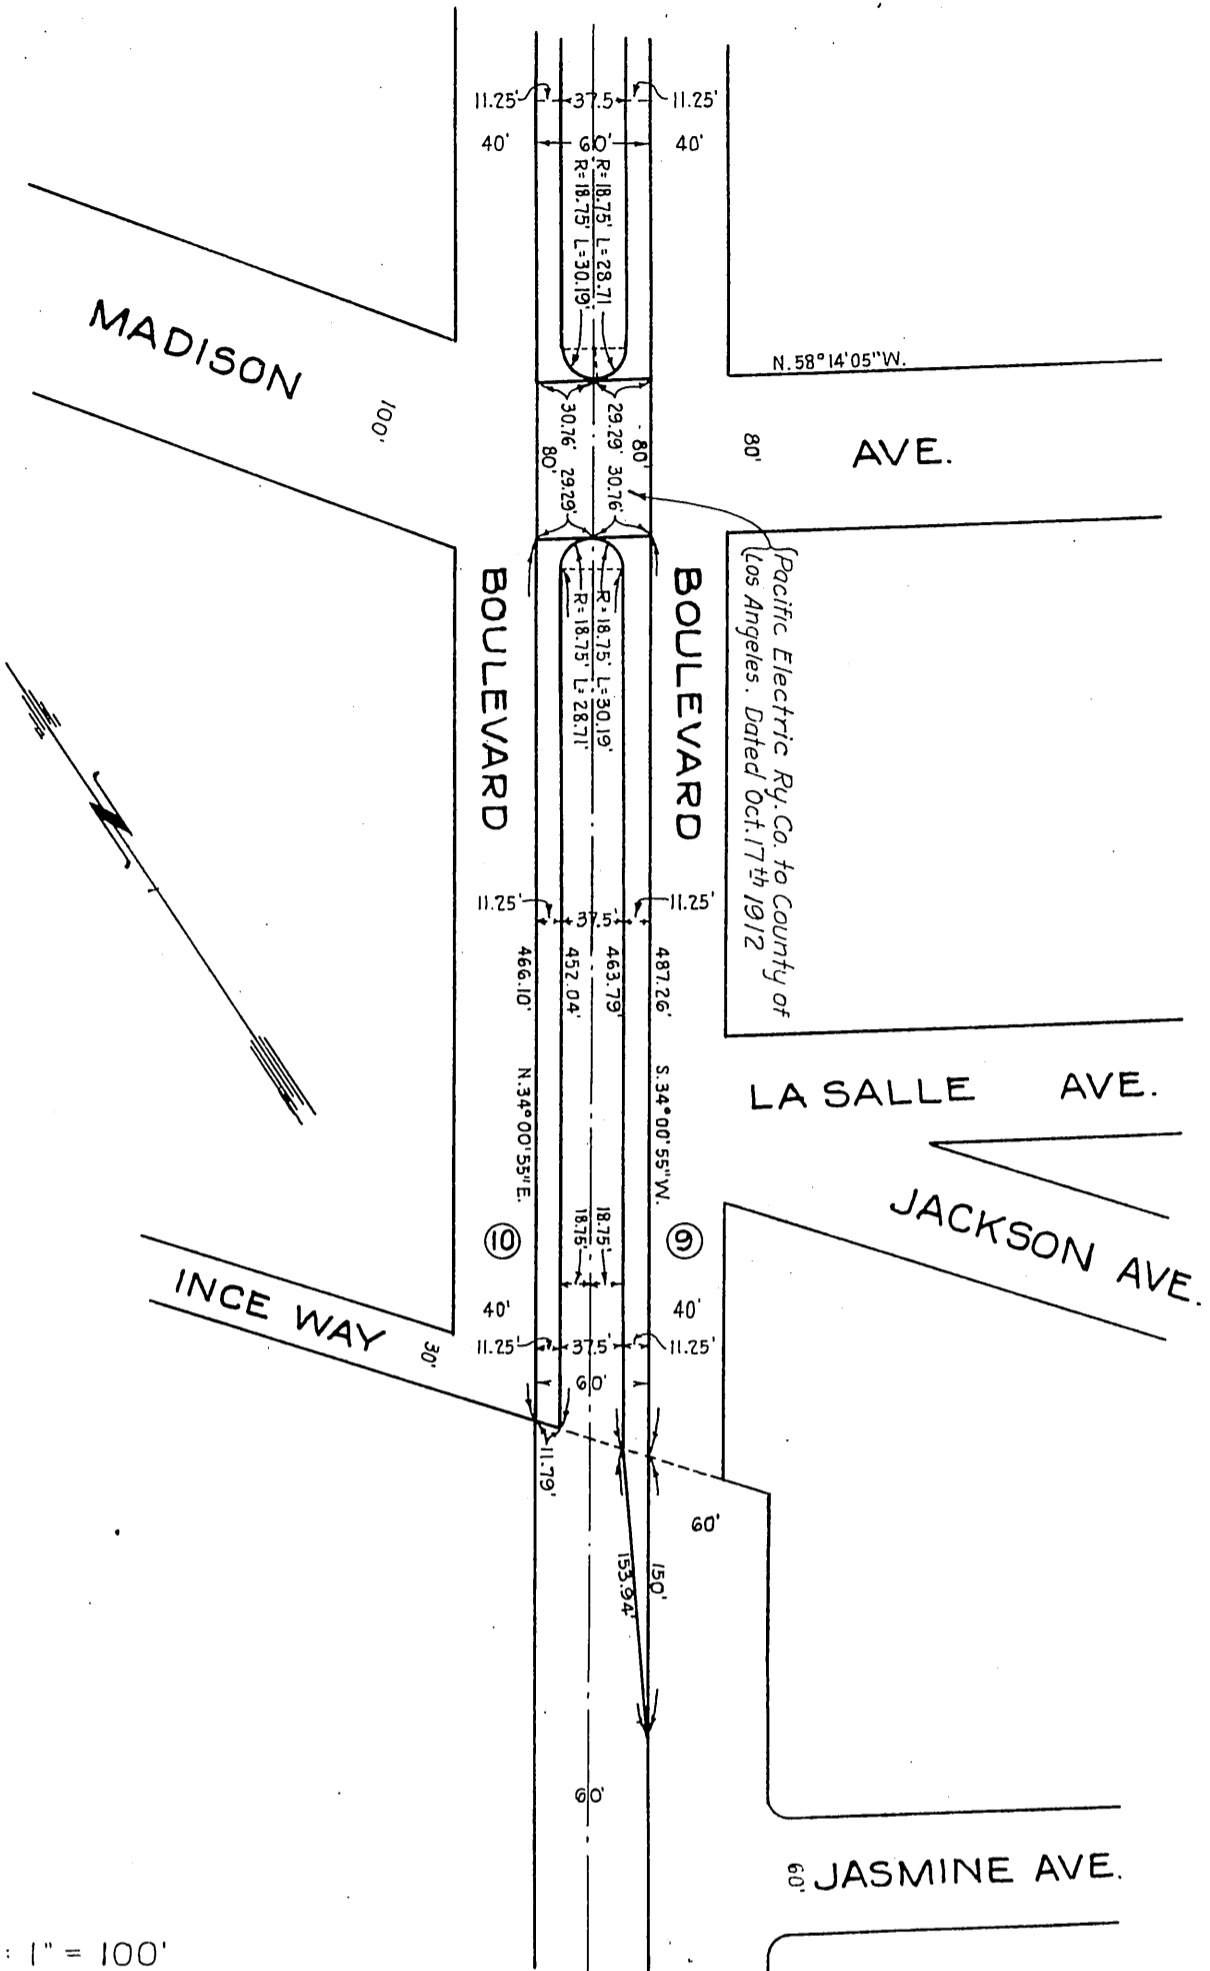 11.25' 37.5 11.25'
40' 60' 40'
R=18.75' L=28.71'
R=18.75' L=30.19'
MADISON
100'
N.58°14'05"W.
AVE.
80'
29.29' 30.76'
80'
30.76' 29.29'
80'
Pacific Electric Ry. Co. to County of
Los Angeles. Dated Oct. 17th 1912
BOULEVARD
BOULEVARD
R=18.75' L=30.19'
R=18.75' L=28.71'
11.25' 37.5' 11.25'
487.26' S.34°00'55"W.
463.79'
452.04'
466.10' N.34°00'55"E.
LA SALLE AVE.
JACKSON AVE.
18.75'
18.75'
10
9
INCE WAY
30'
40' 40'
11.25' 37.5' 11.25'
60'
11.79'
60'
150'
153.94'
60'
60' JASMINE AVE.
: 1" = 100'